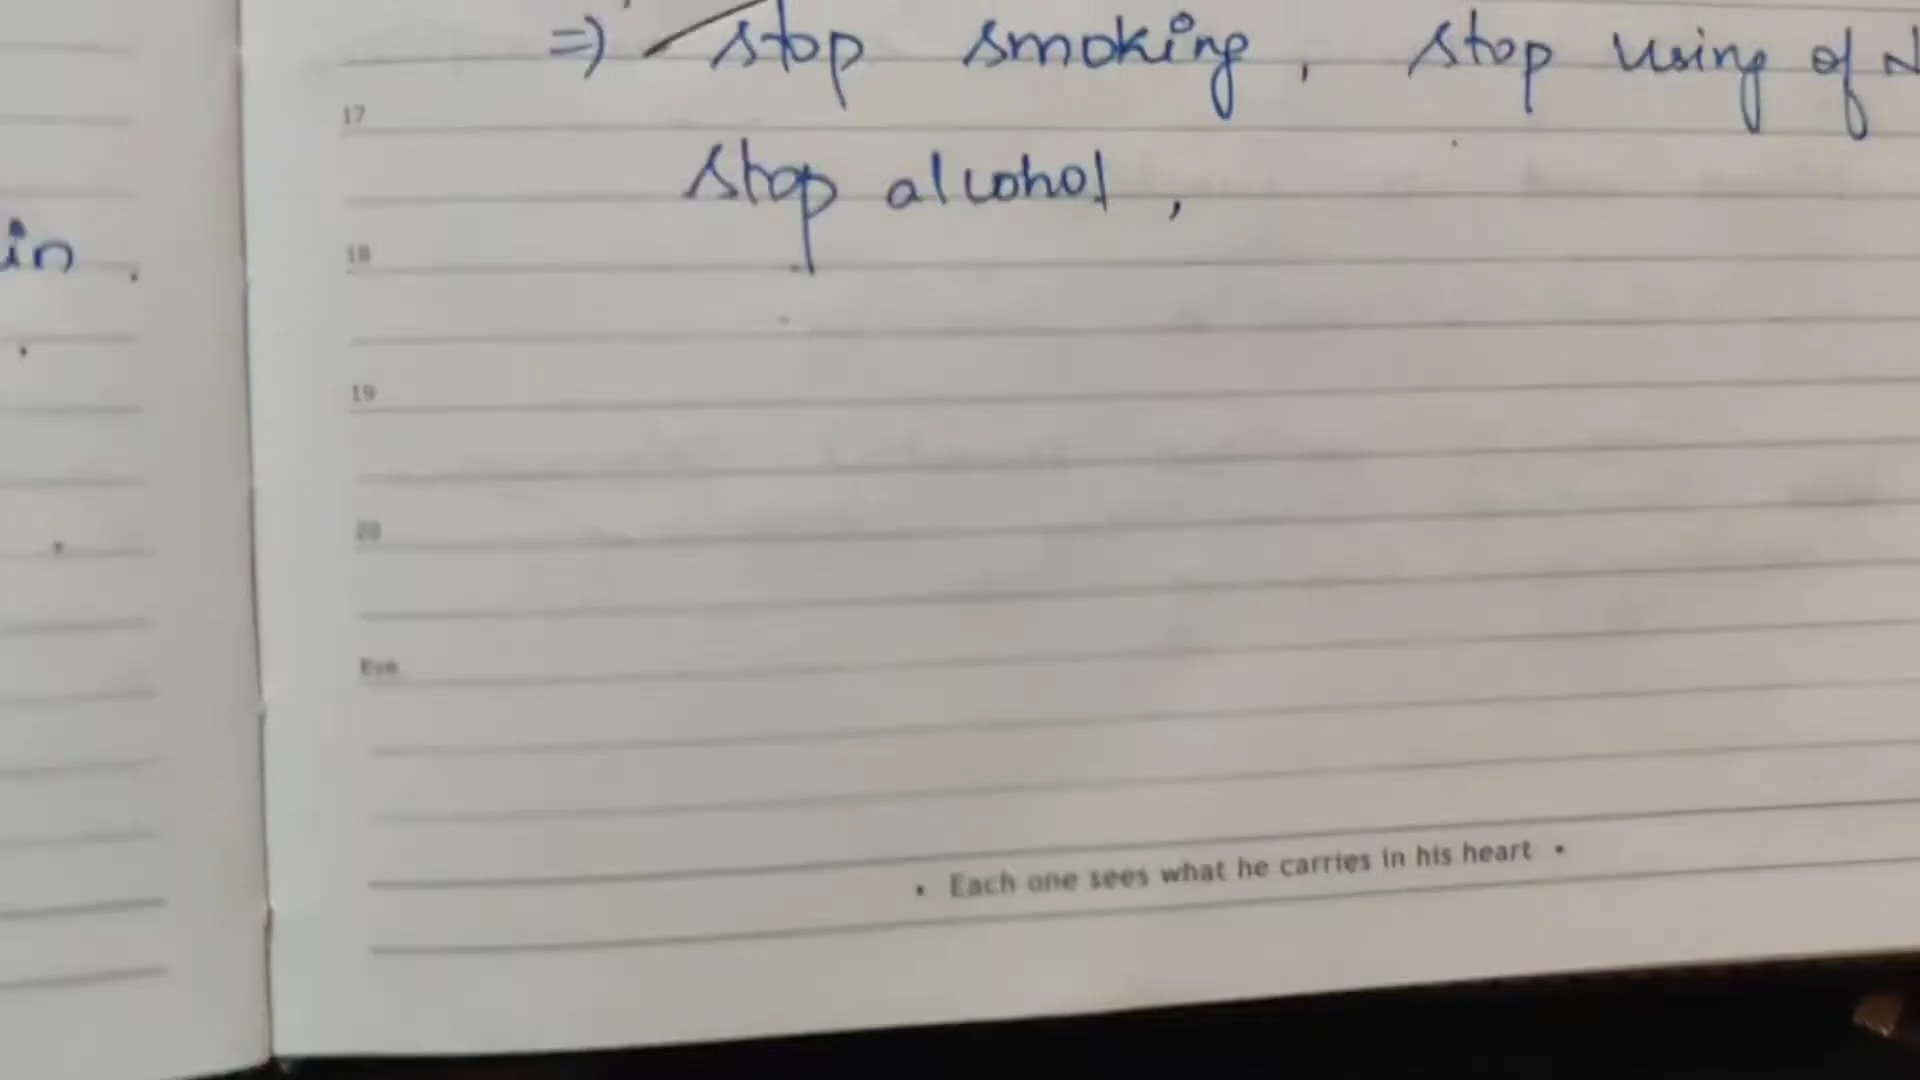 ⇒ stop smoking, stop using of
17
stop alcohol,
in.
18
19
20
Eve
• Each one sees what he carries in his heart •